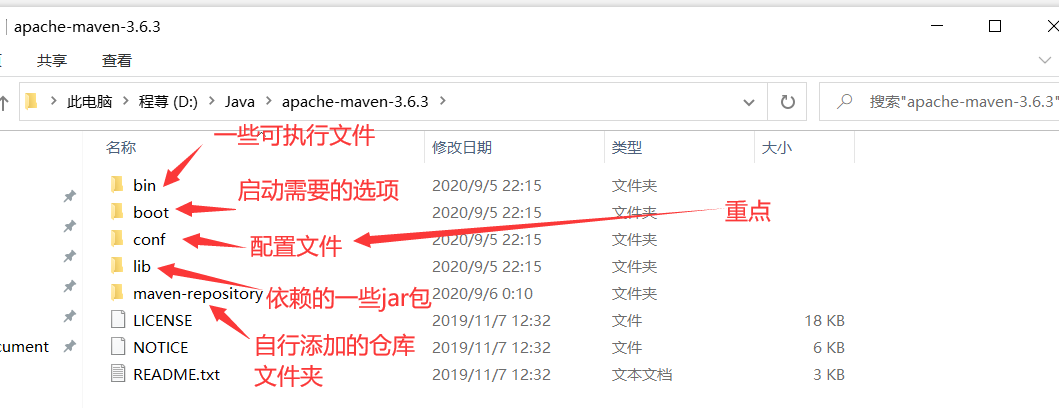 apache-maven-3.6.3
共享 查看
此电脑 程荨 (D:) Java apache-maven-3.6.3 搜索"apache-maven-3.6.3"
一些可执行文件
名称 修改日期 类型 大小
bin 2020/9/5 22:15 文件夹
启动需要的选项
boot 2020/9/5 22:15 文件夹
重点
conf 2020/9/5 22:15 文件夹
配置文件
lib 2020/9/5 22:15 文件夹
maven-repository 2020/9/6 0:10 文件夹
依赖的一些jar包
LICENSE 2019/11/7 12:32 文件 18 KB
自行添加的仓库
文件夹
NOTICE 2019/11/7 12:32 文件 6 KB
cument
README.txt 2019/11/7 12:32 文本文档 3 KB